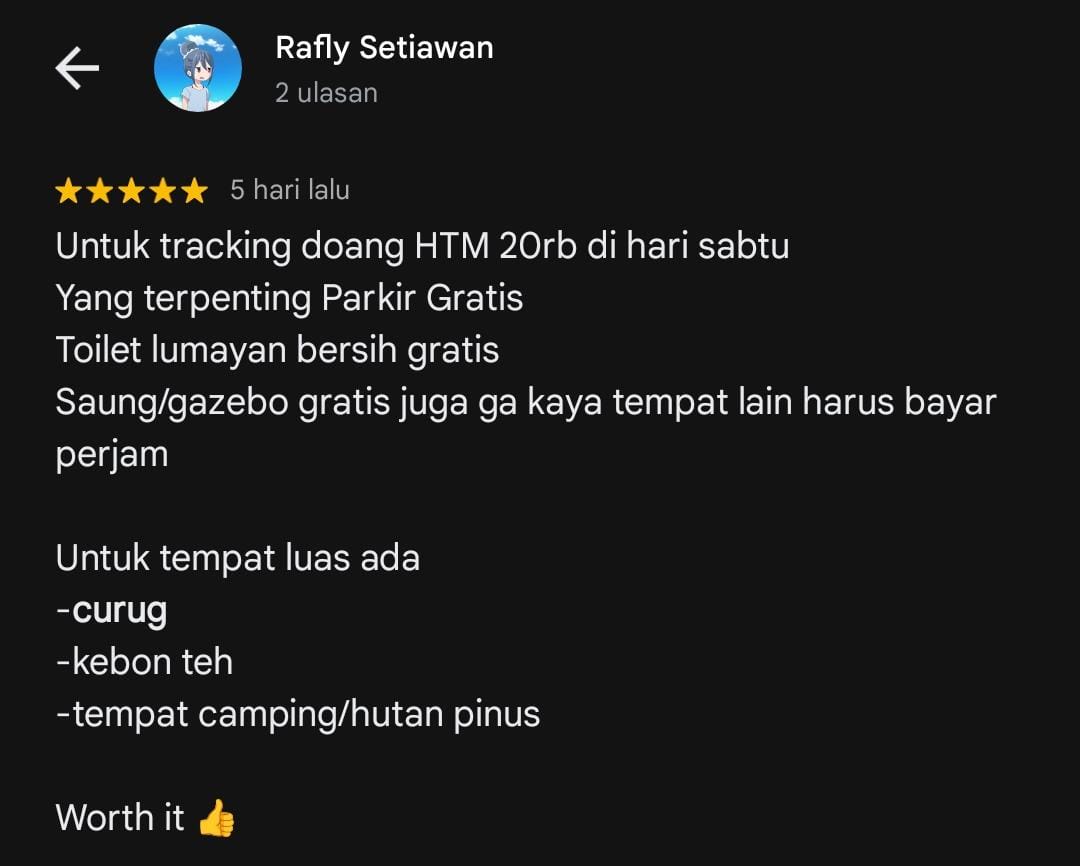 Rafly Setiawan
2 ulasan
5 hari lalu
Untuk tracking doang HTM 20rb di hari sabtu
Yang terpenting Parkir Gratis
Toilet lumayan bersih gratis
Saung/gazebo gratis juga ga kaya tempat lain harus bayar
perjam
Untuk tempat luas ada
-curug
-kebon teh
-tempat camping/hutan pinus
Worth it 👍